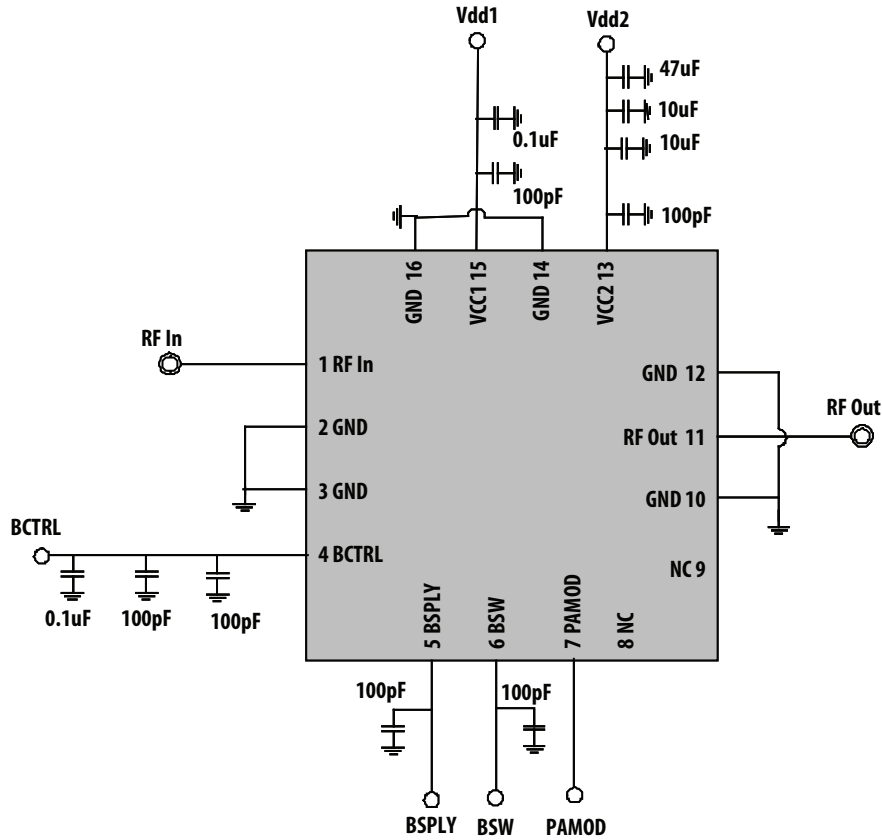 Vdd1
Vdd2
47uF
10uF
10uF
100pF
0.1uF
100pF
GND 16
VCC1 15
GND 14
VCC2 13
RF In
1 RF In
2 GND
3 GND
BCTRL
4 BCTRL
0.1uF
100pF
100pF
GND 12
RF Out 11
RF Out
GND 10
NC 9
5 BSPLY
6 BSW
7 PAMOD
8 NC
100pF
100pF
BSPLY
BSW
PAMOD